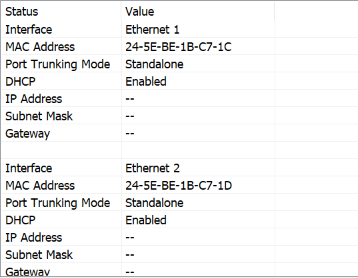 Status Value
Interface Ethernet 1
MAC Address 24-5E-BE-1B-C7-1C
Port Trunking Mode Standalone
DHCP Enabled
IP Address --
Subnet Mask --
Gateway --
Interface Ethernet 2
MAC Address 24-5E-BE-1B-C7-1D
Port Trunking Mode Standalone
DHCP Enabled
IP Address --
Subnet Mask --
Gateway --